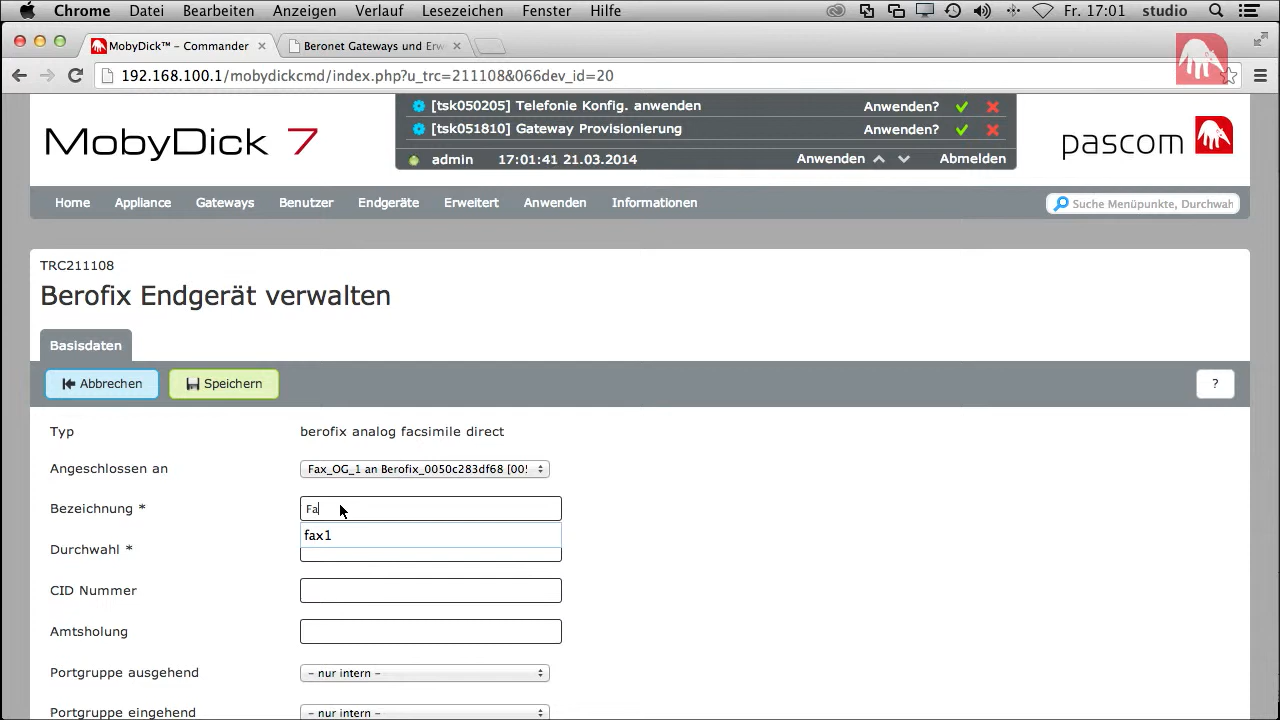 Chrome Datei Bearbeiten Anzeigen Verlauf Lesezeichen Fenster Hilfe Fr. 17:01 studio
MobyDick™ – Commander Beronet Gateways und Erw
192.168.100.1/mobydickcmd/index.php?u_trc=211108&066dev_id=20
[tsk050205] Telefonie Konfig. anwenden Anwenden?
[tsk051810] Gateway Provisionierung Anwenden?
admin 17:01:41 21.03.2014 Anwenden Abmelden
MobyDick 7
pascom
Home Appliance Gateways Benutzer Endgeräte Erweitert Anwenden Informationen Suche Menüpunkte, Durchwah
TRC211108
Berofix Endgerät verwalten
Basisdaten
Abbrechen Speichern ?
Typ berofix analog facsimile direct
Angeschlossen an Fax_OG_1 an Berofix_0050c283df68 [005
Bezeichnung * Fa
fax1
Durchwahl *
CID Nummer
Amtsholung
Portgruppe ausgehend – nur intern –
Portgruppe eingehend – nur intern –